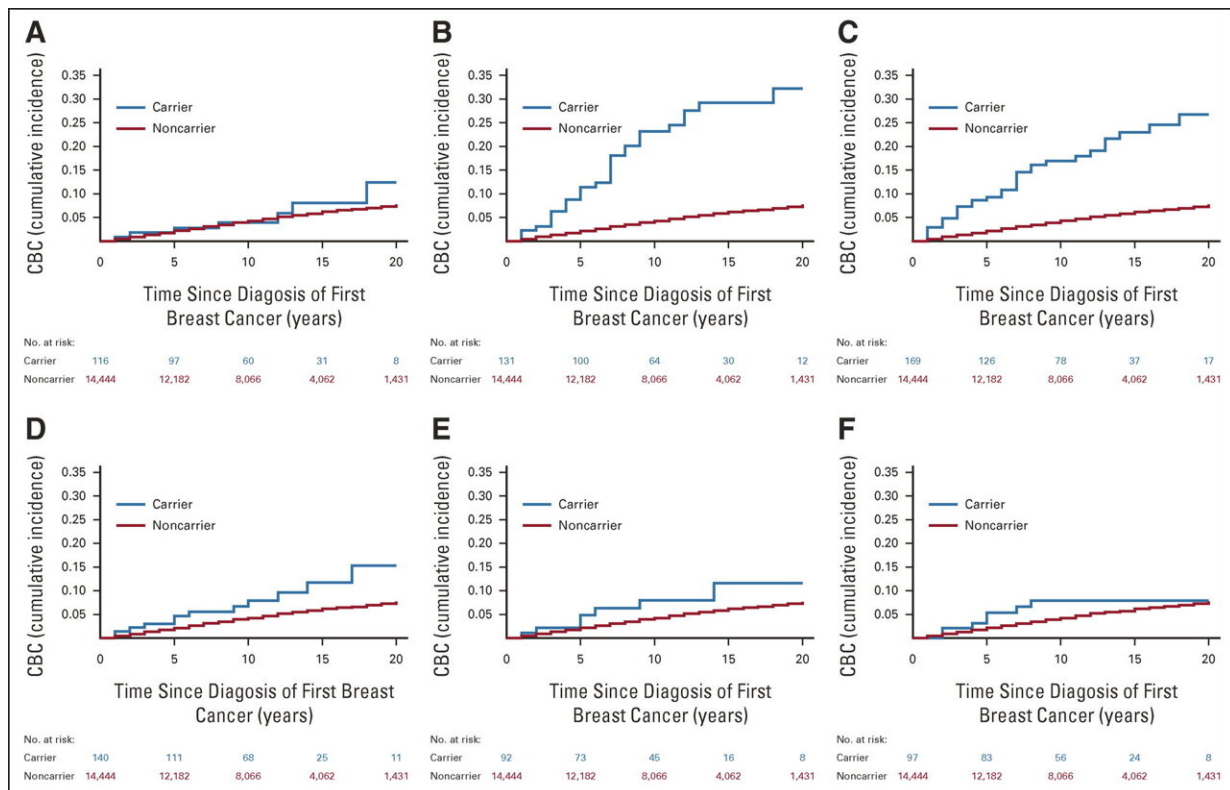 A
CBC (cumulative incidence)
0.35
0.30
0.25
0.20
0.15
0.10
0.05
Carrier
Noncarrier
0 5 10 15 20
Time Since Diagosis of First
Breast Cancer (years)
No. at risk:
Carrier 116 97 60 31 8
Noncarrier 14,444 12,182 8,066 4,062 1,431
B
CBC (cumulative incidence)
0.35
0.30
0.25
0.20
0.15
0.10
0.05
Carrier
Noncarrier
0 5 10 15 20
Time Since Diagosis of First
Breast Cancer (years)
No. at risk:
Carrier 131 100 64 30 12
Noncarrier 14,444 12,182 8,066 4,062 1,431
C
CBC (cumulative incidence)
0.35
0.30
0.25
0.20
0.15
0.10
0.05
Carrier
Noncarrier
0 5 10 15 20
Time Since Diagosis of First
Breast Cancer (years)
No. at risk:
Carrier 169 126 78 37 17
Noncarrier 14,444 12,182 8,066 4,062 1,431
D
CBC (cumulative incidence)
0.35
0.30
0.25
0.20
0.15
0.10
0.05
Carrier
Noncarrier
0 5 10 15 20
Time Since Diagosis of First Breast
Cancer (years)
No. at risk:
Carrier 140 111 68 25 11
Noncarrier 14,444 12,182 8,066 4,062 1,431
E
CBC (cumulative incidence)
0.35
0.30
0.25
0.20
0.15
0.10
0.05
Carrier
Noncarrier
0 5 10 15 20
Time Since Diagosis of First
Breast Cancer (years)
No. at risk:
Carrier 92 73 45 16 8
Noncarrier 14,444 12,182 8,066 4,062 1,431
F
CBC (cumulative incidence)
0.35
0.30
0.25
0.20
0.15
0.10
0.05
Carrier
Noncarrier
0 5 10 15 20
Time Since Diagosis of First
Breast Cancer (years)
No. at risk:
Carrier 97 83 56 24 8
Noncarrier 14,444 12,182 8,066 4,062 1,431